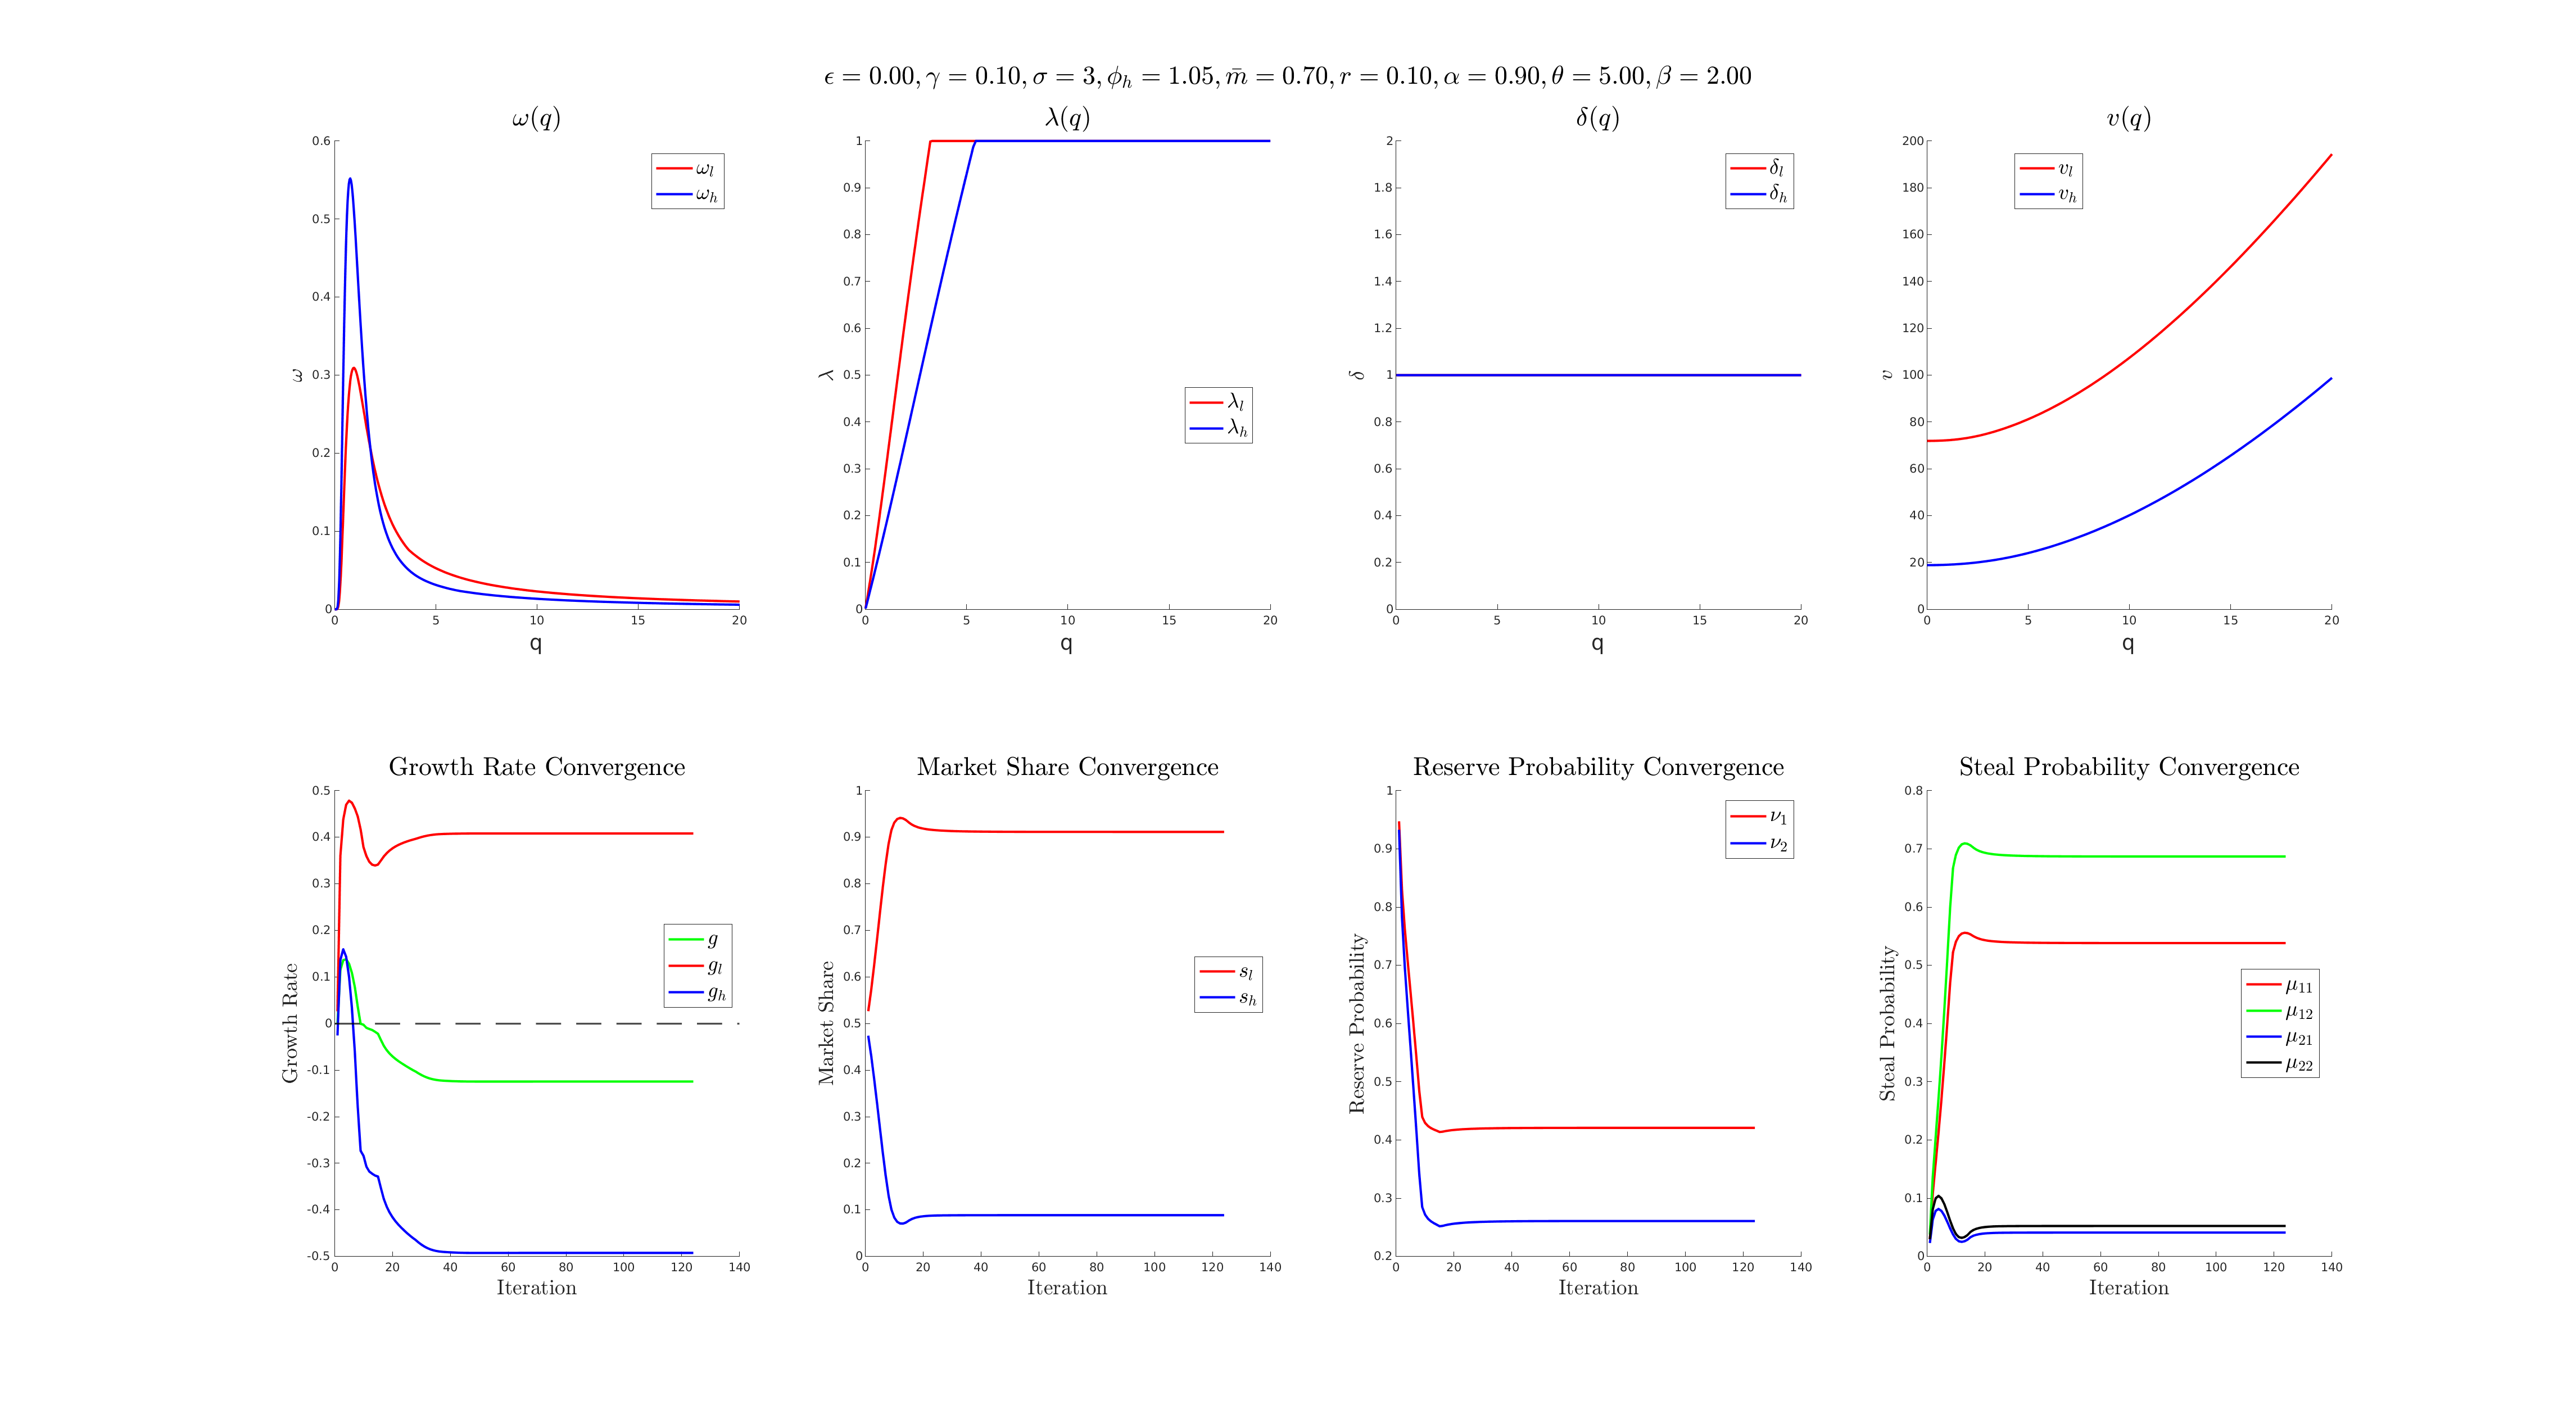 ϵ = 0.00, γ = 0.10, σ = 3, ϕ_h = 1.05, m̄ = 0.70, r = 0.10, α = 0.90, θ = 5.00, β = 2.00
ω(q)
0.6
0.5
0.4
0.3
0.2
0.1
0
ω
ω_l
ω_h
0 5 10 15 20
q
λ(q)
1
0.9
0.8
0.7
0.6
0.5
0.4
0.3
0.2
0.1
0
λ
λ_l
λ_h
0 5 10 15 20
q
δ(q)
2
1.8
1.6
1.4
1.2
1
0.8
0.6
0.4
0.2
0
δ
δ_l
δ_h
0 5 10 15 20
q
v(q)
200
180
160
140
120
100
80
60
40
20
0
v
v_l
v_h
0 5 10 15 20
q
Growth Rate Convergence
0.5
0.4
0.3
0.2
0.1
0
-0.1
-0.2
-0.3
-0.4
-0.5
Growth Rate
g
g_l
g_h
0 20 40 60 80 100 120 140
Iteration
Market Share Convergence
1
0.9
0.8
0.7
0.6
0.5
0.4
0.3
0.2
0.1
0
Market Share
s_l
s_h
0 20 40 60 80 100 120 140
Iteration
Reserve Probability Convergence
1
0.9
0.8
0.7
0.6
0.5
0.4
0.3
0.2
Reserve Probability
ν_1
ν_2
0 20 40 60 80 100 120 140
Iteration
Steal Probability Convergence
0.8
0.7
0.6
0.5
0.4
0.3
0.2
0.1
0
Steal Probability
μ_11
μ_12
μ_21
μ_22
0 20 40 60 80 100 120 140
Iteration